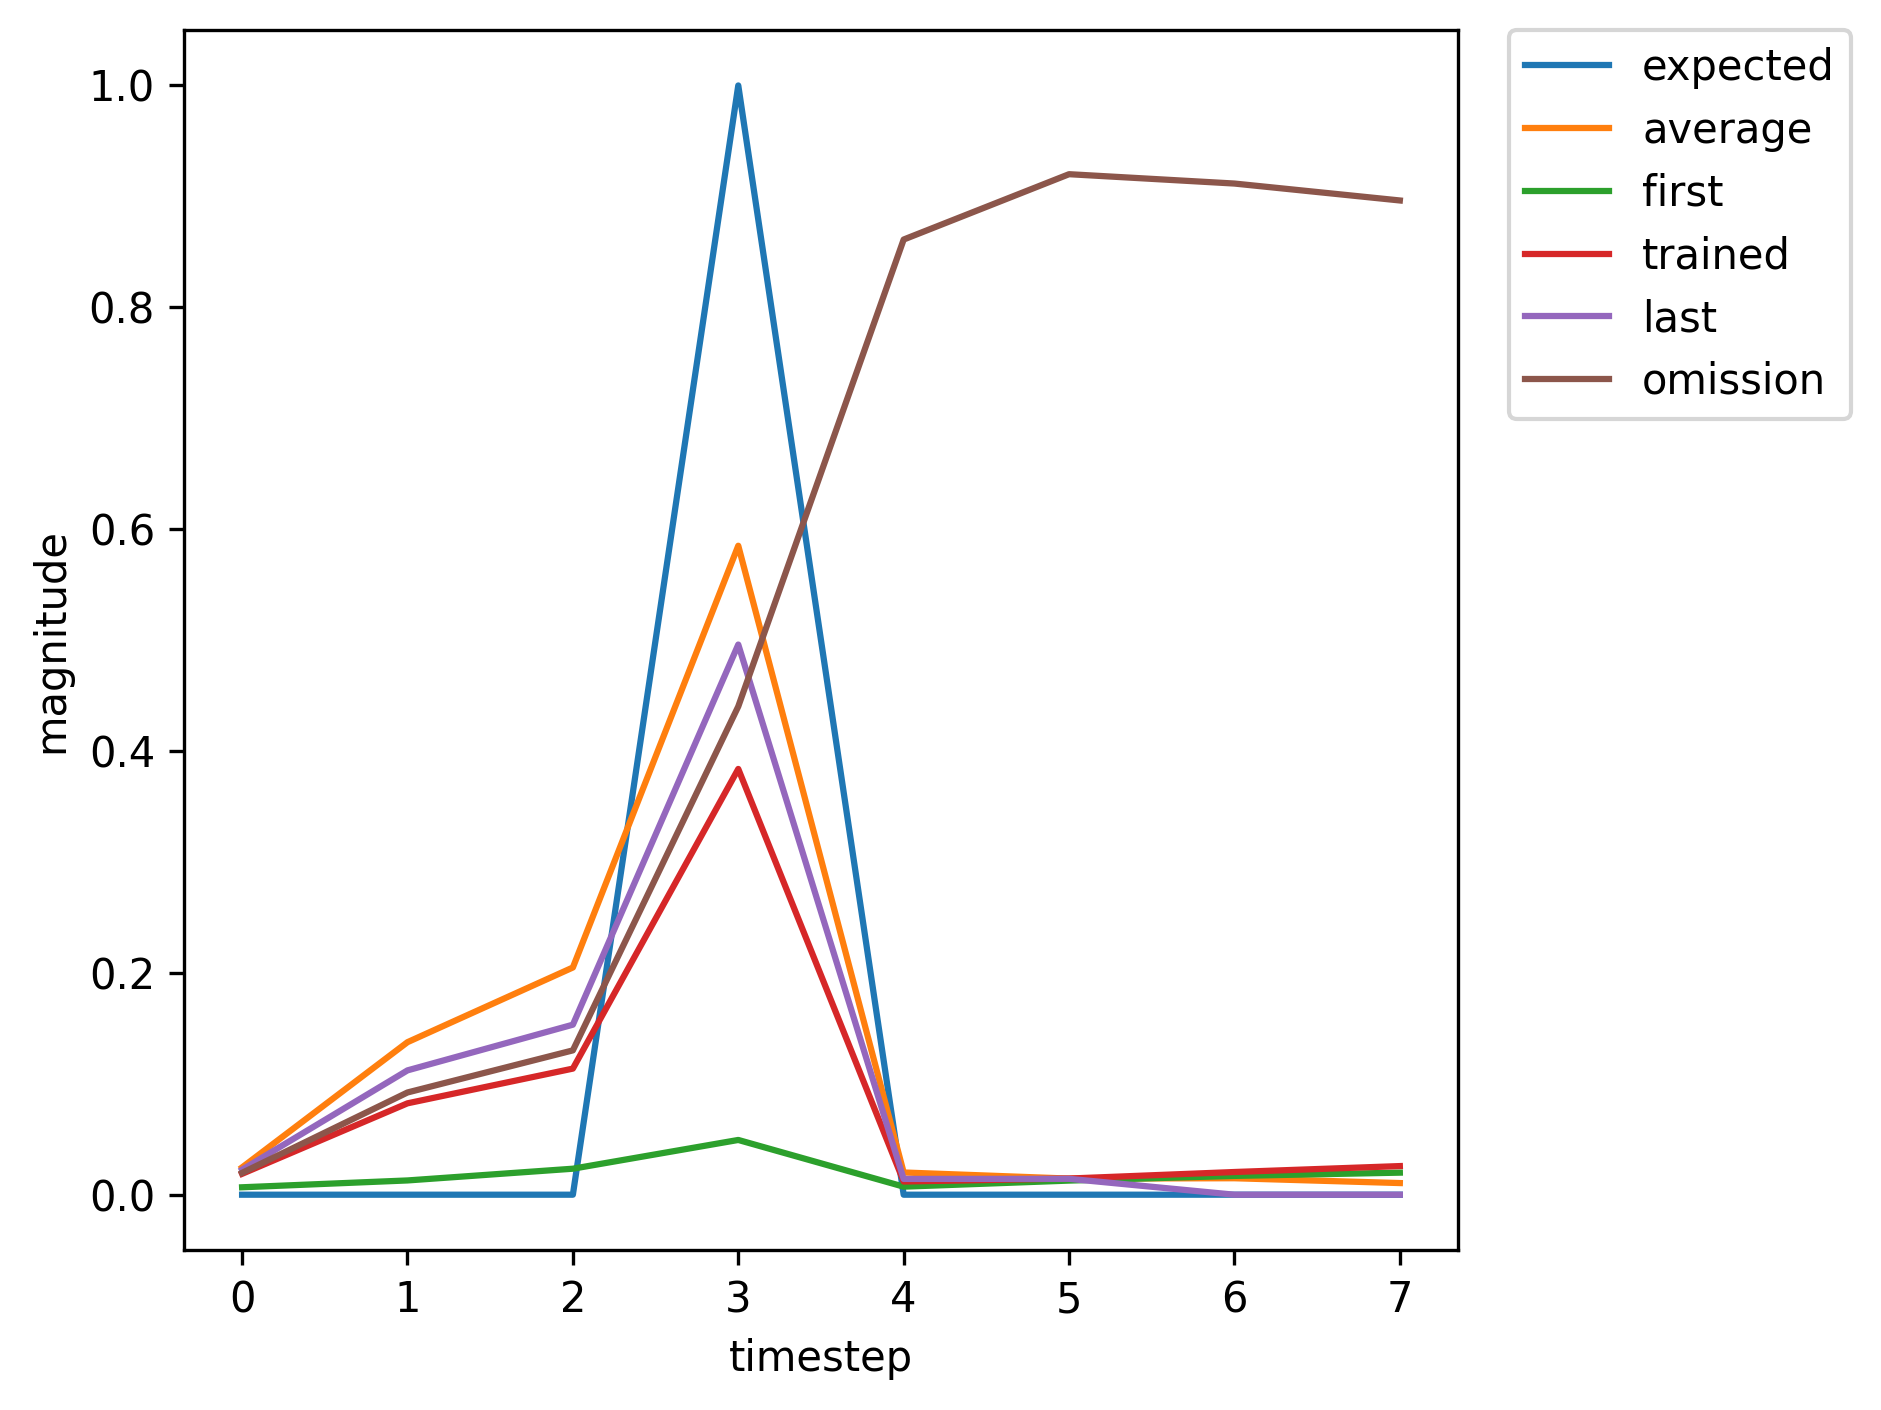 1.0
0.8
0.6
0.4
0.2
0.0
magnitude
0 1 2 3 4 5 6 7
timestep
expected
average
first
trained
last
omission